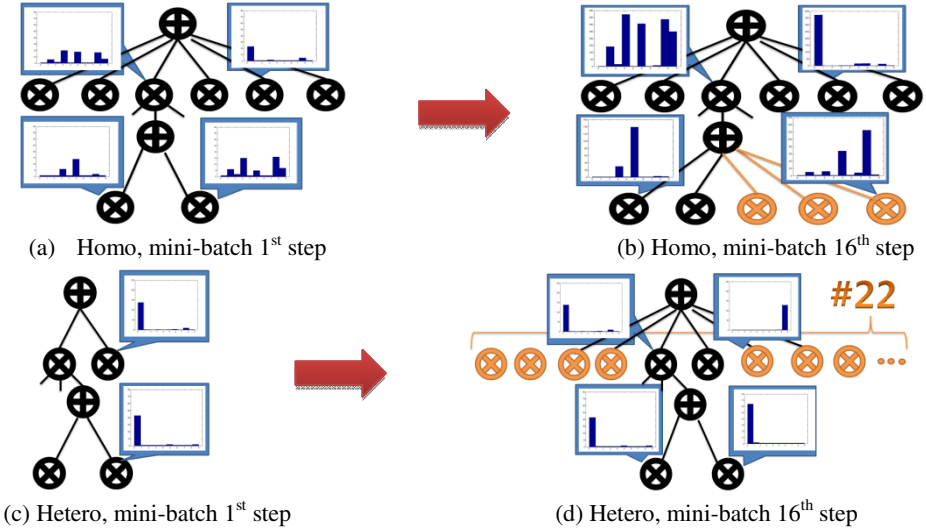 (a) Homo, mini-batch 1st step
(b) Homo, mini-batch 16th step
#22
(c) Hetero, mini-batch 1st step
(d) Hetero, mini-batch 16th step